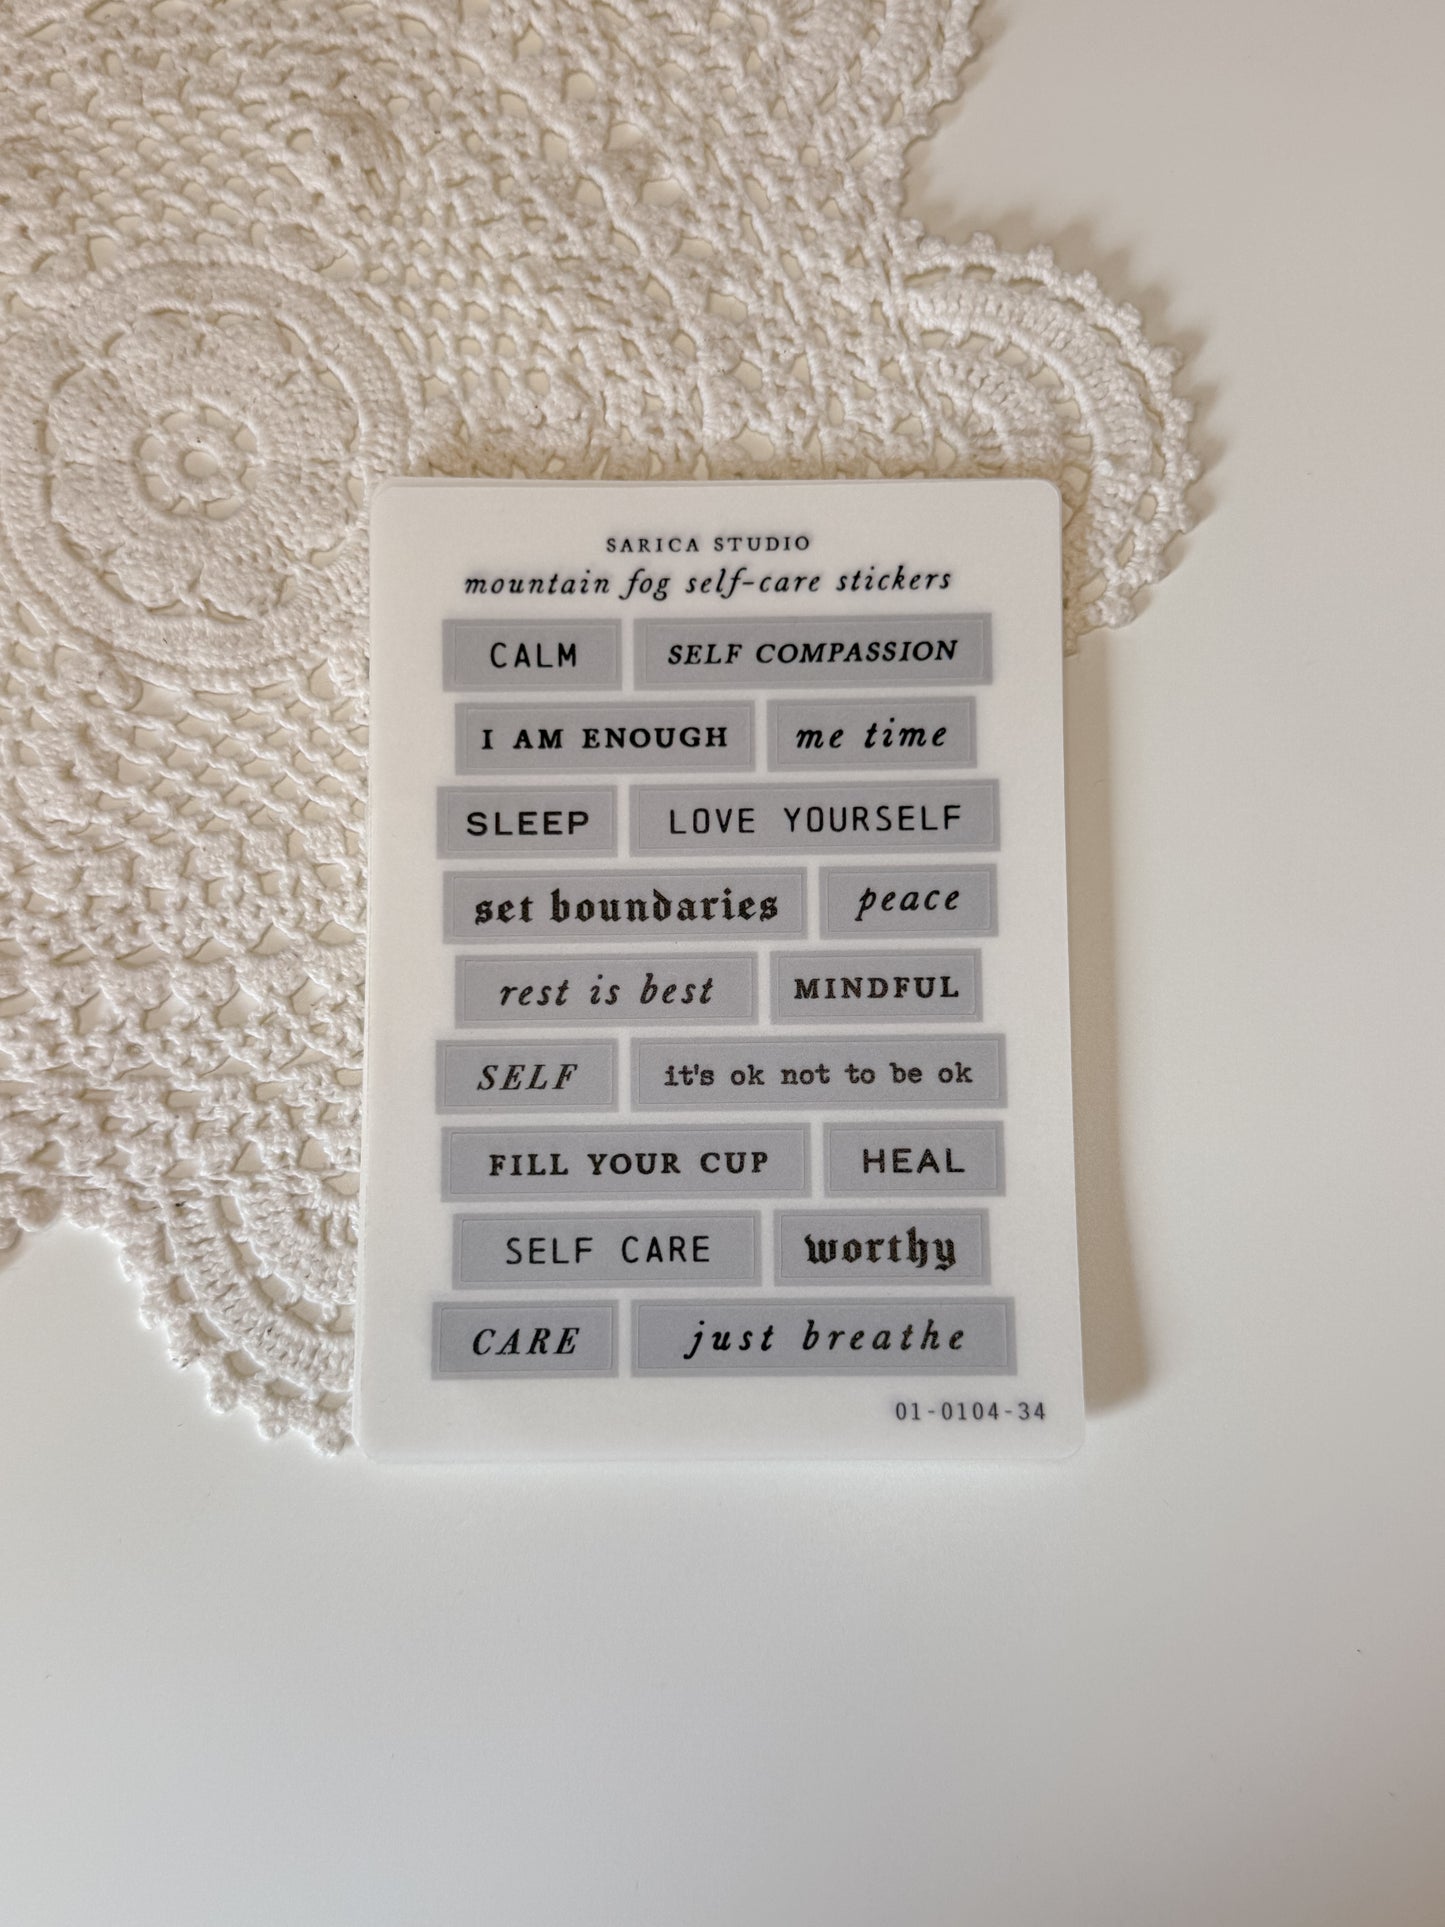 SARICA STUDIO
mountain fog self-care stickers
CALM SELF COMPASSION
I AM ENOUGH me time
SLEEP LOVE YOURSELF
set boundaries peace
rest is best MINDFUL
SELF it's ok not to be ok
FILL YOUR CUP HEAL
SELF CARE worthy
CARE just breathe
01-0104-34